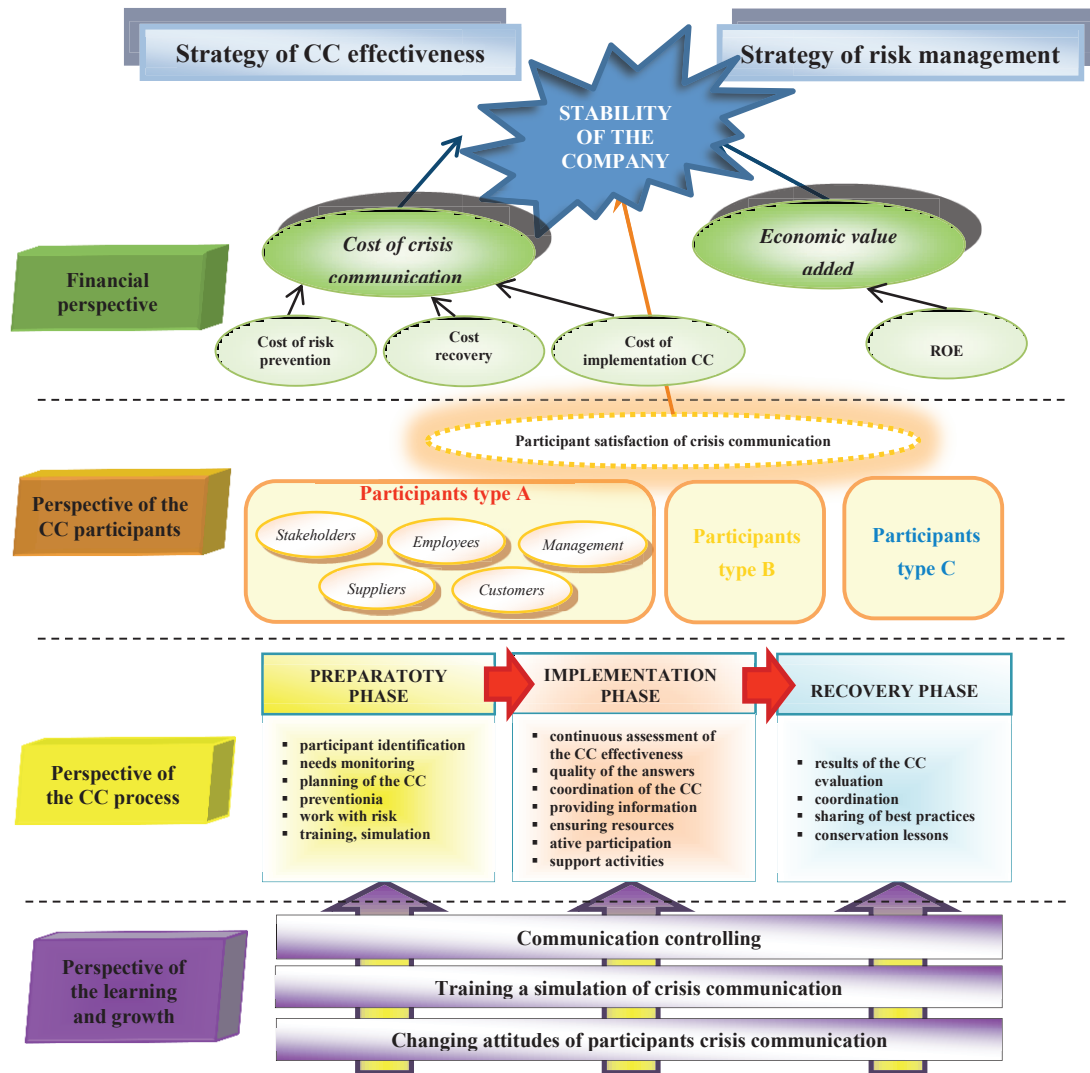 Strategy of CC effectiveness
Strategy of risk management
STABILITY
OF THE
COMPANY
Financial
perspective
Cost of crisis
communication
Economic value
added
Cost of risk
prevention
Cost
recovery
Cost of
implementation CC
ROE
Participant satisfaction of crisis communication
Perspective of the
CC participants
Participants type A
Stakeholders
Employees
Management
Suppliers
Customers
Participants
type B
Participants
type C
Perspective of
the CC process
PREPARATOTY
PHASE
▪ participant identification
▪ needs monitoring
▪ planning of the CC
▪ preventionia
▪ work with risk
▪ training, simulation
IMPLEMENTATION
PHASE
▪ continuous assessment of
the CC effectiveness
▪ quality of the answers
▪ coordination of the CC
▪ providing information
▪ ensuring resources
▪ ative participation
▪ support activities
RECOVERY PHASE
▪ results of the CC
evaluation
▪ coordination
▪ sharing of best practices
▪ conservation lessons
Perspective of
the learning
and growth
Communication controlling
Training a simulation of crisis communication
Changing attitudes of participants crisis communication